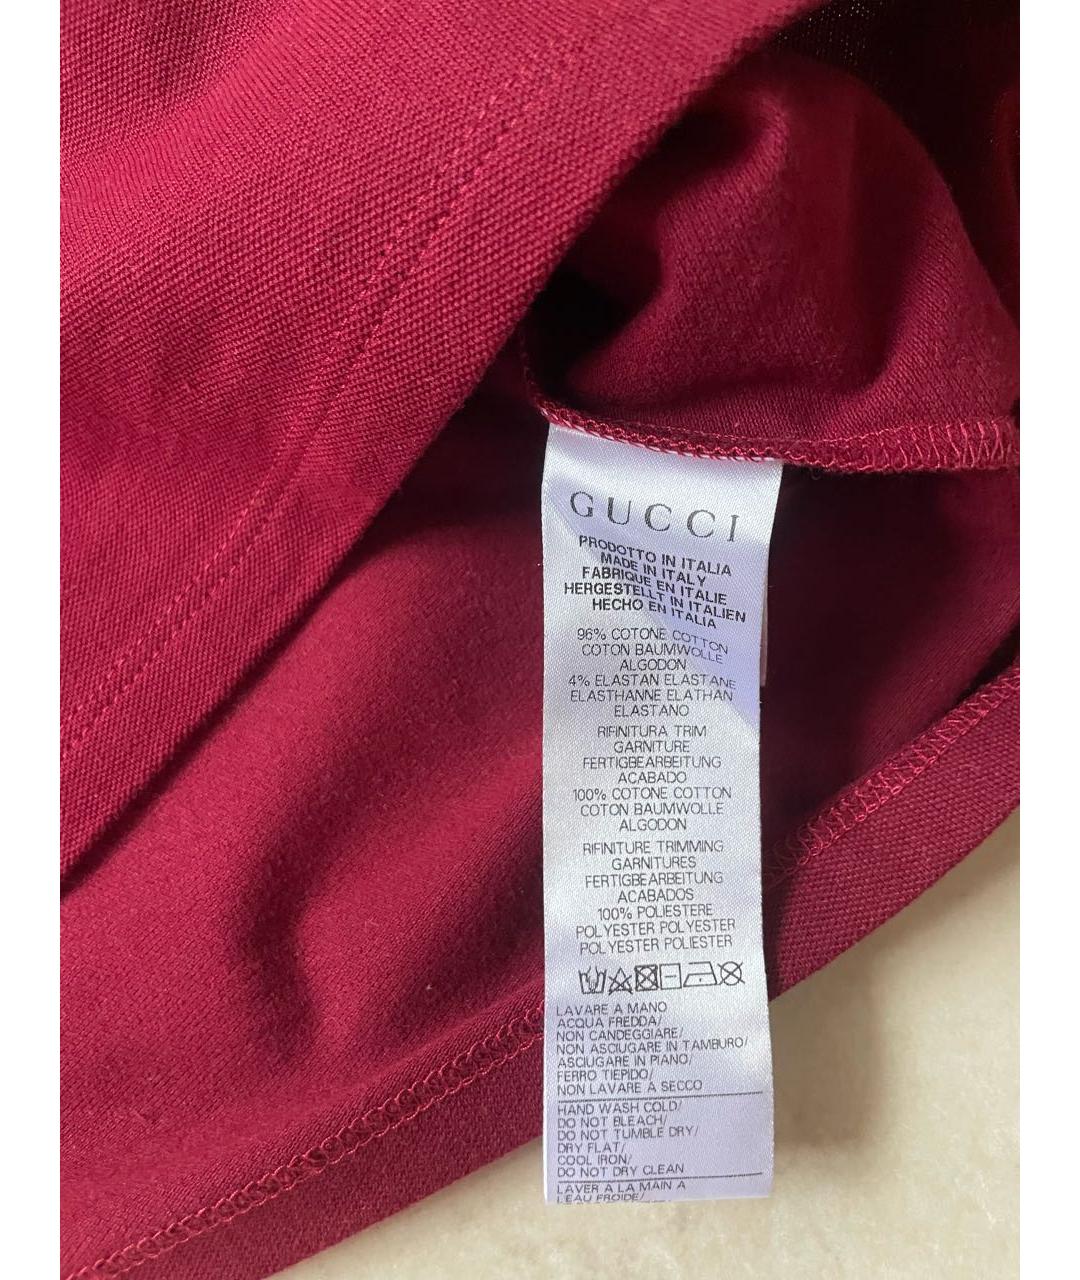 GUCCI
PRODOTTO IN ITALIA
MADE IN ITALY
FABRIQUE EN ITALIE
HERGESTELLT IN ITALIEN
HECHO EN ITALIA
96% COTONE COTTON
COTON BAUMWOLLE
ALGODON
4% ELASTAN ELASTANE
ELASTHANNE ELATHAN
ELASTANO
RIFINITURA TRIM
GARNITURE
FERTIGBEARBEITUNG
ACABADO
100% COTONE COTTON
COTON BAUMWOLLE
ALGODON
RIFINITURE TRIMMING
GARNITURES
FERTIGBEARBEITUNG
ACABADOS
100% POLIESTERE
POLYESTER POLYESTER
POLYESTER POLIESTER
LAVARE A MANO
ACQUA FREDDA/
NON CANDEGGIARE/
NON ASCIUGARE IN TAMBURO/
ASCIUGARE IN PIANO/
FERRO TIEPIDO/
NON LAVARE A SECCO
HAND WASH COLD/
DO NOT BLEACH/
DO NOT TUMBLE DRY/
DRY FLAT/
COOL IRON/
DO NOT DRY CLEAN
LAVER A LA MAIN A
L'EAU FROIDE/